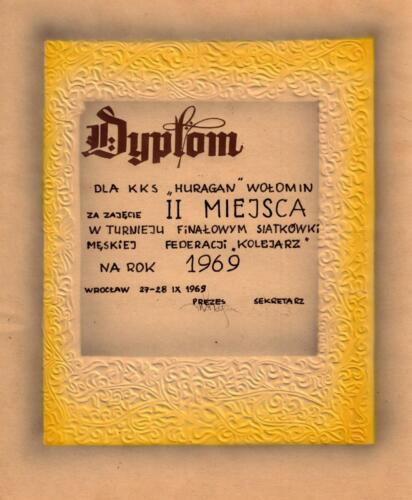 Dyplom
DLA KKS „HURAGAN" WOŁOMIN
ZA ZAJĘCIE II MIEJSCA
W TURNIEJU FINAŁOWYM SIATKÓWKI
MĘSKIEJ FEDERACJI „KOLEJARZ"
NA ROK 1969
WROCŁAW 27-28 IX 1969
PREZES SEKRETARZ